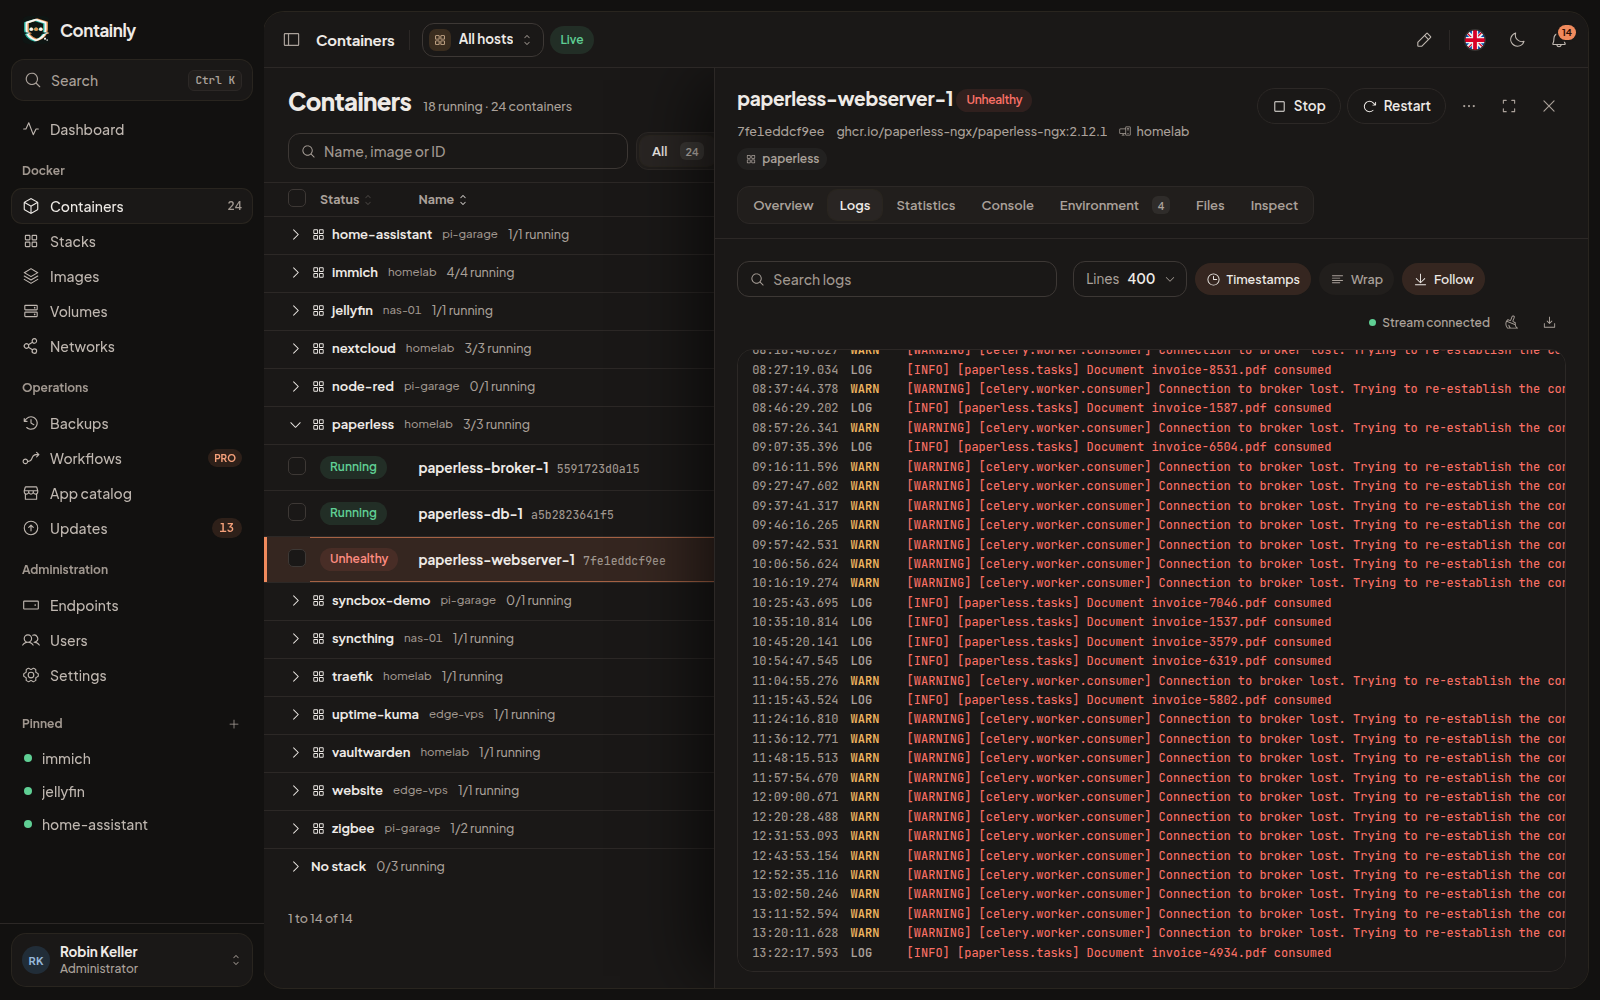 Containly
Search
Ctrl K
Dashboard
Docker
Containers
24
Stacks
Images
Volumes
Networks
Operations
Backups
Workflows
PRO
App catalog
Updates
13
Administration
Endpoints
Users
Settings
Pinned
immich
jellyfin
home-assistant
RK
Robin Keller
Administrator
Containers
All hosts
Live
14
Containers
18 running · 24 containers
Name, image or ID
All 24
Status
Name
home-assistant pi-garage 1/1 running
immich homelab 4/4 running
jellyfin nas-01 1/1 running
nextcloud homelab 3/3 running
node-red pi-garage 0/1 running
paperless homelab 3/3 running
Running paperless-broker-1 5591723d0a15
Running paperless-db-1 a5b2823641f5
Unhealthy paperless-webserver-1 7fe1eddcf9ee
syncbox-demo pi-garage 0/1 running
syncthing nas-01 1/1 running
traefik homelab 1/1 running
uptime-kuma edge-vps 1/1 running
vaultwarden homelab 1/1 running
website edge-vps 1/1 running
zigbee pi-garage 1/2 running
No stack 0/3 running
1 to 14 of 14
paperless-webserver-1 Unhealthy
Stop
Restart
7fe1eddcf9ee ghcr.io/paperless-ngx/paperless-ngx:2.12.1 homelab
paperless
Overview
Logs
Statistics
Console
Environment 4
Files
Inspect
Search logs
Lines 400
Timestamps
Wrap
Follow
Stream connected
WARN [WARNING] [celery.worker.consumer] Connection to broker lost. Trying to re-establish the
08:27:19.034 LOG [INFO] [paperless.tasks] Document invoice-8531.pdf consumed
08:37:44.378 WARN [WARNING] [celery.worker.consumer] Connection to broker lost. Trying to re-establish the con
08:46:29.202 LOG [INFO] [paperless.tasks] Document invoice-1587.pdf consumed
08:57:26.341 WARN [WARNING] [celery.worker.consumer] Connection to broker lost. Trying to re-establish the con
09:07:35.396 LOG [INFO] [paperless.tasks] Document invoice-6504.pdf consumed
09:16:11.596 WARN [WARNING] [celery.worker.consumer] Connection to broker lost. Trying to re-establish the con
09:27:47.602 WARN [WARNING] [celery.worker.consumer] Connection to broker lost. Trying to re-establish the con
09:37:41.317 WARN [WARNING] [celery.worker.consumer] Connection to broker lost. Trying to re-establish the con
09:46:16.265 WARN [WARNING] [celery.worker.consumer] Connection to broker lost. Trying to re-establish the con
09:57:42.531 WARN [WARNING] [celery.worker.consumer] Connection to broker lost. Trying to re-establish the con
10:06:56.624 WARN [WARNING] [celery.worker.consumer] Connection to broker lost. Trying to re-establish the con
10:16:19.274 WARN [WARNING] [celery.worker.consumer] Connection to broker lost. Trying to re-establish the con
10:25:43.695 LOG [INFO] [paperless.tasks] Document invoice-7046.pdf consumed
10:35:10.814 LOG [INFO] [paperless.tasks] Document invoice-1537.pdf consumed
10:45:20.141 LOG [INFO] [paperless.tasks] Document invoice-3579.pdf consumed
10:54:47.545 LOG [INFO] [paperless.tasks] Document invoice-6319.pdf consumed
11:04:55.276 WARN [WARNING] [celery.worker.consumer] Connection to broker lost. Trying to re-establish the con
11:15:43.524 LOG [INFO] [paperless.tasks] Document invoice-5802.pdf consumed
11:24:16.810 WARN [WARNING] [celery.worker.consumer] Connection to broker lost. Trying to re-establish the con
11:36:12.771 WARN [WARNING] [celery.worker.consumer] Connection to broker lost. Trying to re-establish the con
11:48:15.513 WARN [WARNING] [celery.worker.consumer] Connection to broker lost. Trying to re-establish the con
11:57:54.670 WARN [WARNING] [celery.worker.consumer] Connection to broker lost. Trying to re-establish the con
12:09:00.671 WARN [WARNING] [celery.worker.consumer] Connection to broker lost. Trying to re-establish the con
12:20:28.488 WARN [WARNING] [celery.worker.consumer] Connection to broker lost. Trying to re-establish the con
12:31:53.093 WARN [WARNING] [celery.worker.consumer] Connection to broker lost. Trying to re-establish the con
12:43:53.154 WARN [WARNING] [celery.worker.consumer] Connection to broker lost. Trying to re-establish the con
12:52:35.116 WARN [WARNING] [celery.worker.consumer] Connection to broker lost. Trying to re-establish the con
13:02:50.246 WARN [WARNING] [celery.worker.consumer] Connection to broker lost. Trying to re-establish the con
13:11:52.594 WARN [WARNING] [celery.worker.consumer] Connection to broker lost. Trying to re-establish the con
13:20:11.628 WARN [WARNING] [celery.worker.consumer] Connection to broker lost. Trying to re-establish the con
13:22:17.593 LOG [INFO] [paperless.tasks] Document invoice-4934.pdf consumed